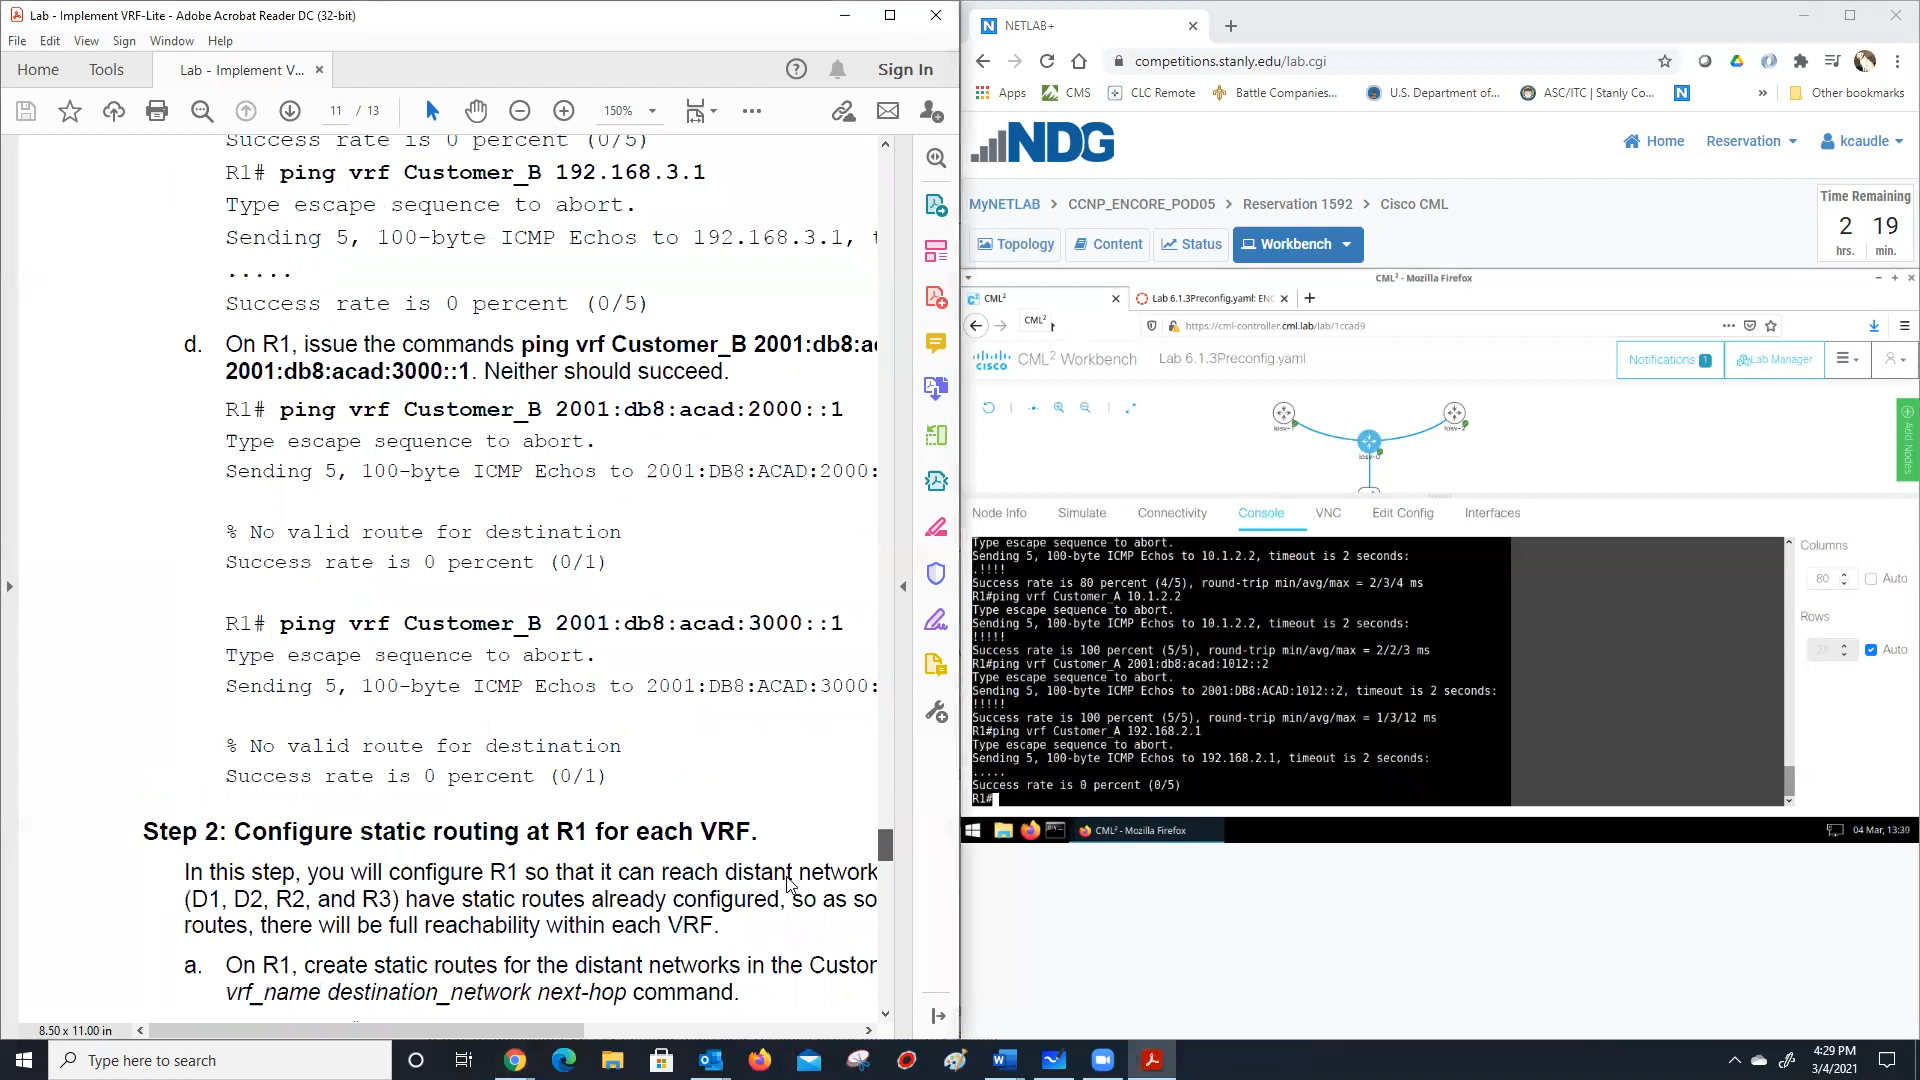 Lab - Implement VRF-Lite - Adobe Acrobat Reader DC (32-bit)
File Edit View Sign Window Help
Home Tools Lab - Implement V... Sign In
11 / 13 150%
Success rate is 0 percent (0/5)
R1# ping vrf Customer_B 192.168.3.1
Type escape sequence to abort.
Sending 5, 100-byte ICMP Echos to 192.168.3.1,
.....
Success rate is 0 percent (0/5)
d. On R1, issue the commands ping vrf Customer_B 2001:db8:a
2001:db8:acad:3000::1. Neither should succeed.
R1# ping vrf Customer_B 2001:db8:acad:2000::1
Type escape sequence to abort.
Sending 5, 100-byte ICMP Echos to 2001:DB8:ACAD:2000:
% No valid route for destination
Success rate is 0 percent (0/1)
R1# ping vrf Customer_B 2001:db8:acad:3000::1
Type escape sequence to abort.
Sending 5, 100-byte ICMP Echos to 2001:DB8:ACAD:3000:
% No valid route for destination
Success rate is 0 percent (0/1)
Step 2: Configure static routing at R1 for each VRF.
In this step, you will configure R1 so that it can reach distant network
(D1, D2, R2, and R3) have static routes already configured, so as so
routes, there will be full reachability within each VRF.
a. On R1, create static routes for the distant networks in the Custor
vrf_name destination_network next-hop command.
8.50 x 11.00 in
NETLAB+
competitions.stanly.edu/lab.cgi
Apps CMS CLC Remote Battle Companies... U.S. Department of... ASC/ITC | Stanly Co... N » Other bookmarks
NDG
Home Reservation kcaudle
MyNETLAB > CCNP_ENCORE_POD05 > Reservation 1592 > Cisco CML
Time Remaining
2 19
hrs. min.
Topology Content Status Workbench
CML² - Mozilla Firefox
CML² Lab 6.1.3Preconfig.yaml: EN
CML²
https://cml-controller.cml.lab/lab/1ccad9
cisco CML² Workbench Lab 6.1.3Preconfig.yaml
Notifications 1 Lab Manager
iosv-1 iosv-2
iosv-0
Add Nodes
Node Info Simulate Connectivity Console VNC Edit Config Interfaces
Type escape sequence to abort.
Sending 5, 100-byte ICMP Echos to 10.1.2.2, timeout is 2 seconds:
.!!!!
Success rate is 80 percent (4/5), round-trip min/avg/max = 2/3/4 ms
R1#ping vrf Customer_A 10.1.2.2
Type escape sequence to abort.
Sending 5, 100-byte ICMP Echos to 10.1.2.2, timeout is 2 seconds:
!!!!!
Success rate is 100 percent (5/5), round-trip min/avg/max = 2/2/3 ms
R1#ping vrf Customer_A 2001:db8:acad:1012::2
Type escape sequence to abort.
Sending 5, 100-byte ICMP Echos to 2001:DB8:ACAD:1012::2, timeout is 2 seconds:
!!!!!
Success rate is 100 percent (5/5), round-trip min/avg/max = 1/3/12 ms
R1#ping vrf Customer_A 192.168.2.1
Type escape sequence to abort.
Sending 5, 100-byte ICMP Echos to 192.168.2.1, timeout is 2 seconds:
.....
Success rate is 0 percent (0/5)
R1#
Columns
80 Auto
Rows
Auto
CML² - Mozilla Firefox 04 Mar, 13:39
Type here to search
4:29 PM
3/4/2021